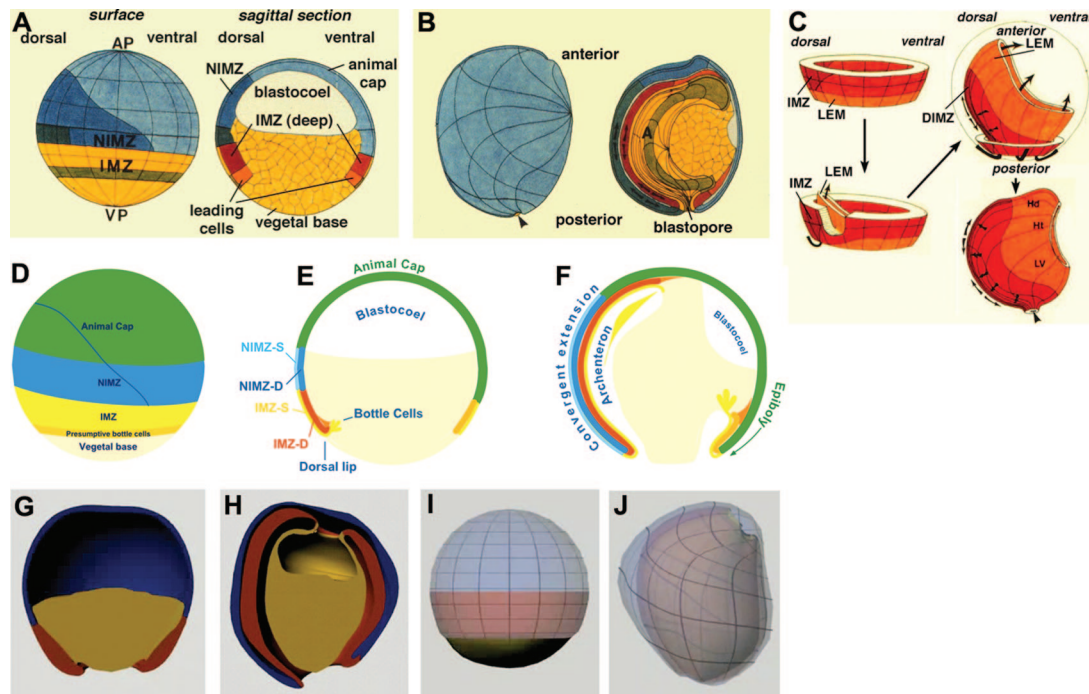 A
surface
sagittal section
dorsal
ventral
dorsal
ventral
AP
NIMZ
animal
cap
blastocoel
IMZ (deep)
NIMZ
IMZ
VP
leading
cells
vegetal base
B
anterior
A
posterior
blastopore
C
dorsal
ventral
IMZ
LEM
dorsal
ventral
anterior
LEM
DIMZ
posterior
IMZ
LEM
Hd
Ht
LV
D
Animal Cap
NIMZ
IMZ
Presumptive bottle cells
Vegetal base
E
Animal Cap
Blastocoel
NIMZ-S
NIMZ-D
IMZ-S
IMZ-D
Bottle Cells
Dorsal lip
F
Convergent extension
Archenteron
Blastocoel
Epiboly
G
H
I
J